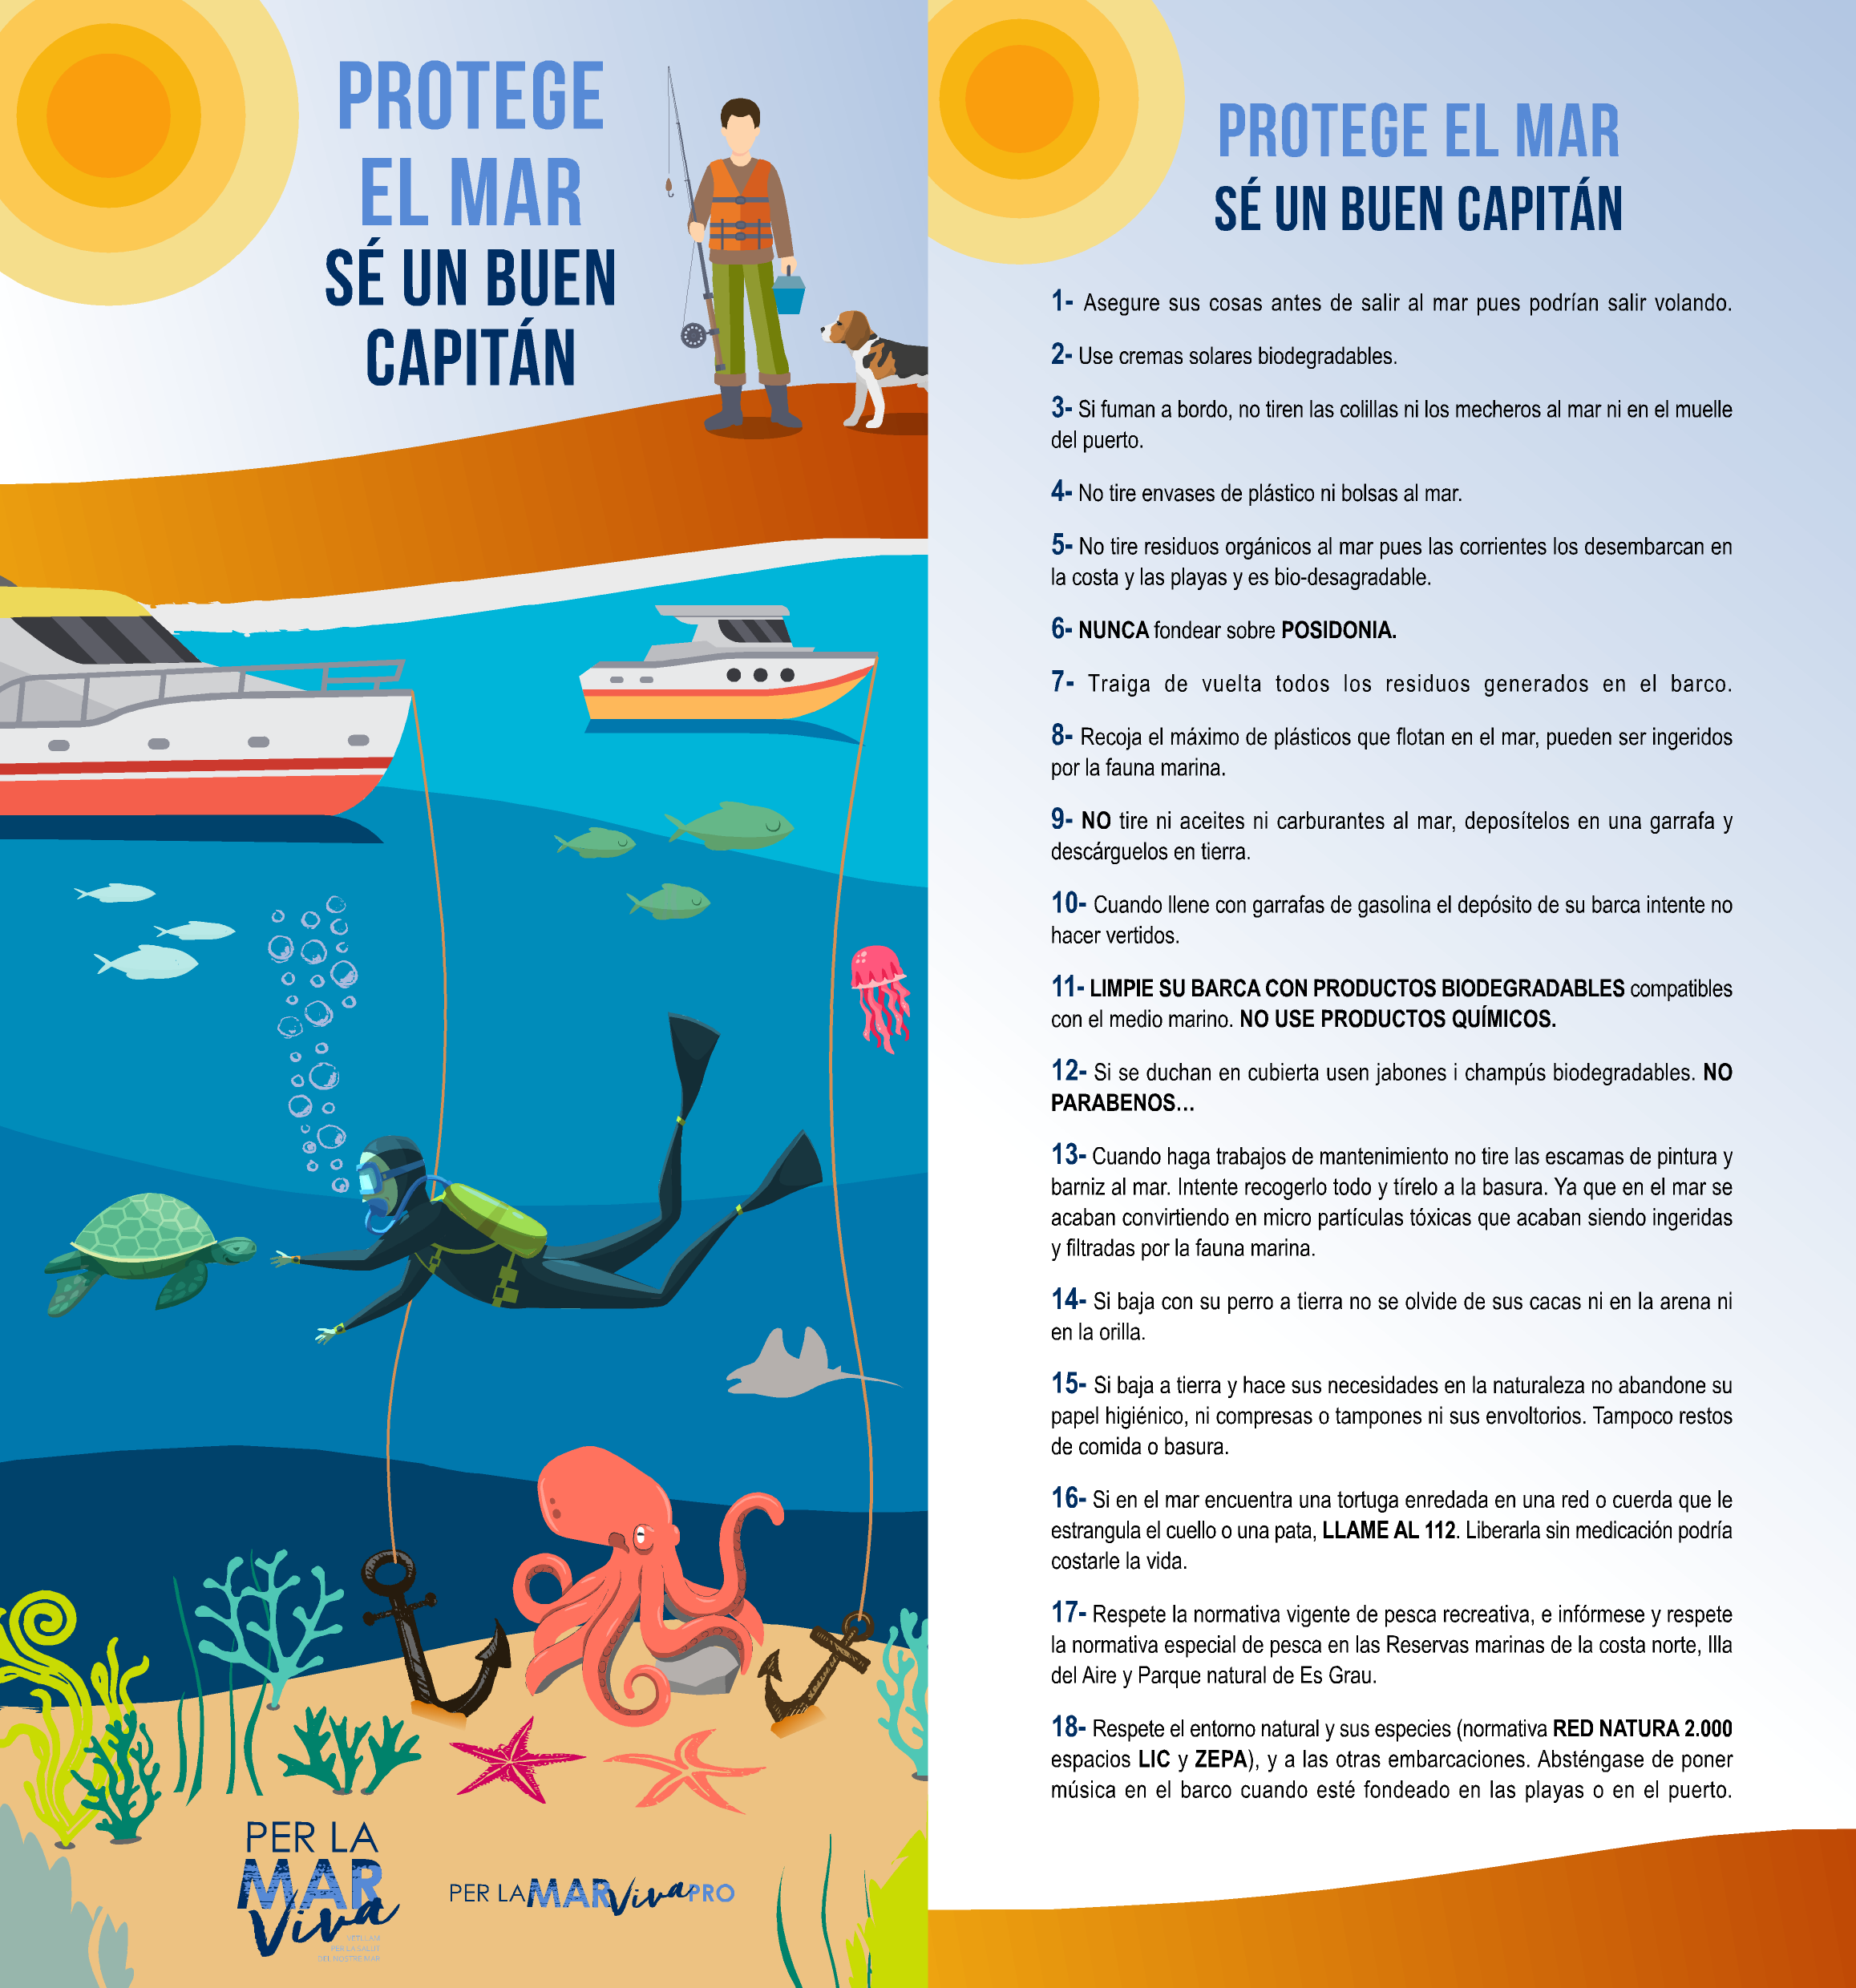 PROTEGE
EL MAR
SÉ UN BUEN
CAPITÁN
PER LA
MAR
Viva
VETLLAM
PER LA SALUT
DEL NOSTRE MAR
PER LA MAR Viva PRO
PROTEGE EL MAR
SÉ UN BUEN CAPITÁN
1- Asegure sus cosas antes de salir al mar pues podrían salir volando.
2- Use cremas solares biodegradables.
3- Si fuman a bordo, no tiren las colillas ni los mecheros al mar ni en el muelle
del puerto.
4- No tire envases de plástico ni bolsas al mar.
5- No tire residuos orgánicos al mar pues las corrientes los desembarcan en
la costa y las playas y es bio-desagradable.
6- NUNCA fondear sobre POSIDONIA.
7- Traiga de vuelta todos los residuos generados en el barco.
8- Recoja el máximo de plásticos que flotan en el mar, pueden ser ingeridos
por la fauna marina.
9- NO tire ni aceites ni carburantes al mar, deposítelos en una garrafa y
descárguelos en tierra.
10- Cuando llene con garrafas de gasolina el depósito de su barca intente no
hacer vertidos.
11- LIMPIE SU BARCA CON PRODUCTOS BIODEGRADABLES compatibles
con el medio marino. NO USE PRODUCTOS QUÍMICOS.
12- Si se duchan en cubierta usen jabones i champús biodegradables. NO
PARABENOS...
13- Cuando haga trabajos de mantenimiento no tire las escamas de pintura y
barniz al mar. Intente recogerlo todo y tírelo a la basura. Ya que en el mar se
acaban convirtiendo en micro partículas tóxicas que acaban siendo ingeridas
y filtradas por la fauna marina.
14- Si baja con su perro a tierra no se olvide de sus cacas ni en la arena ni
en la orilla.
15- Si baja a tierra y hace sus necesidades en la naturaleza no abandone su
papel higiénico, ni compresas o tampones ni sus envoltorios. Tampoco restos
de comida o basura.
16- Si en el mar encuentra una tortuga enredada en una red o cuerda que le
estrangula el cuello o una pata, LLAME AL 112. Liberarla sin medicación podría
costarle la vida.
17- Respete la normativa vigente de pesca recreativa, e infórmese y respete
la normativa especial de pesca en las Reservas marinas de la costa norte, Illa
del Aire y Parque natural de Es Grau.
18- Respete el entorno natural y sus especies (normativa RED NATURA 2.000
espacios LIC y ZEPA), y a las otras embarcaciones. Absténgase de poner
música en el barco cuando esté fondeado en las playas o en el puerto.